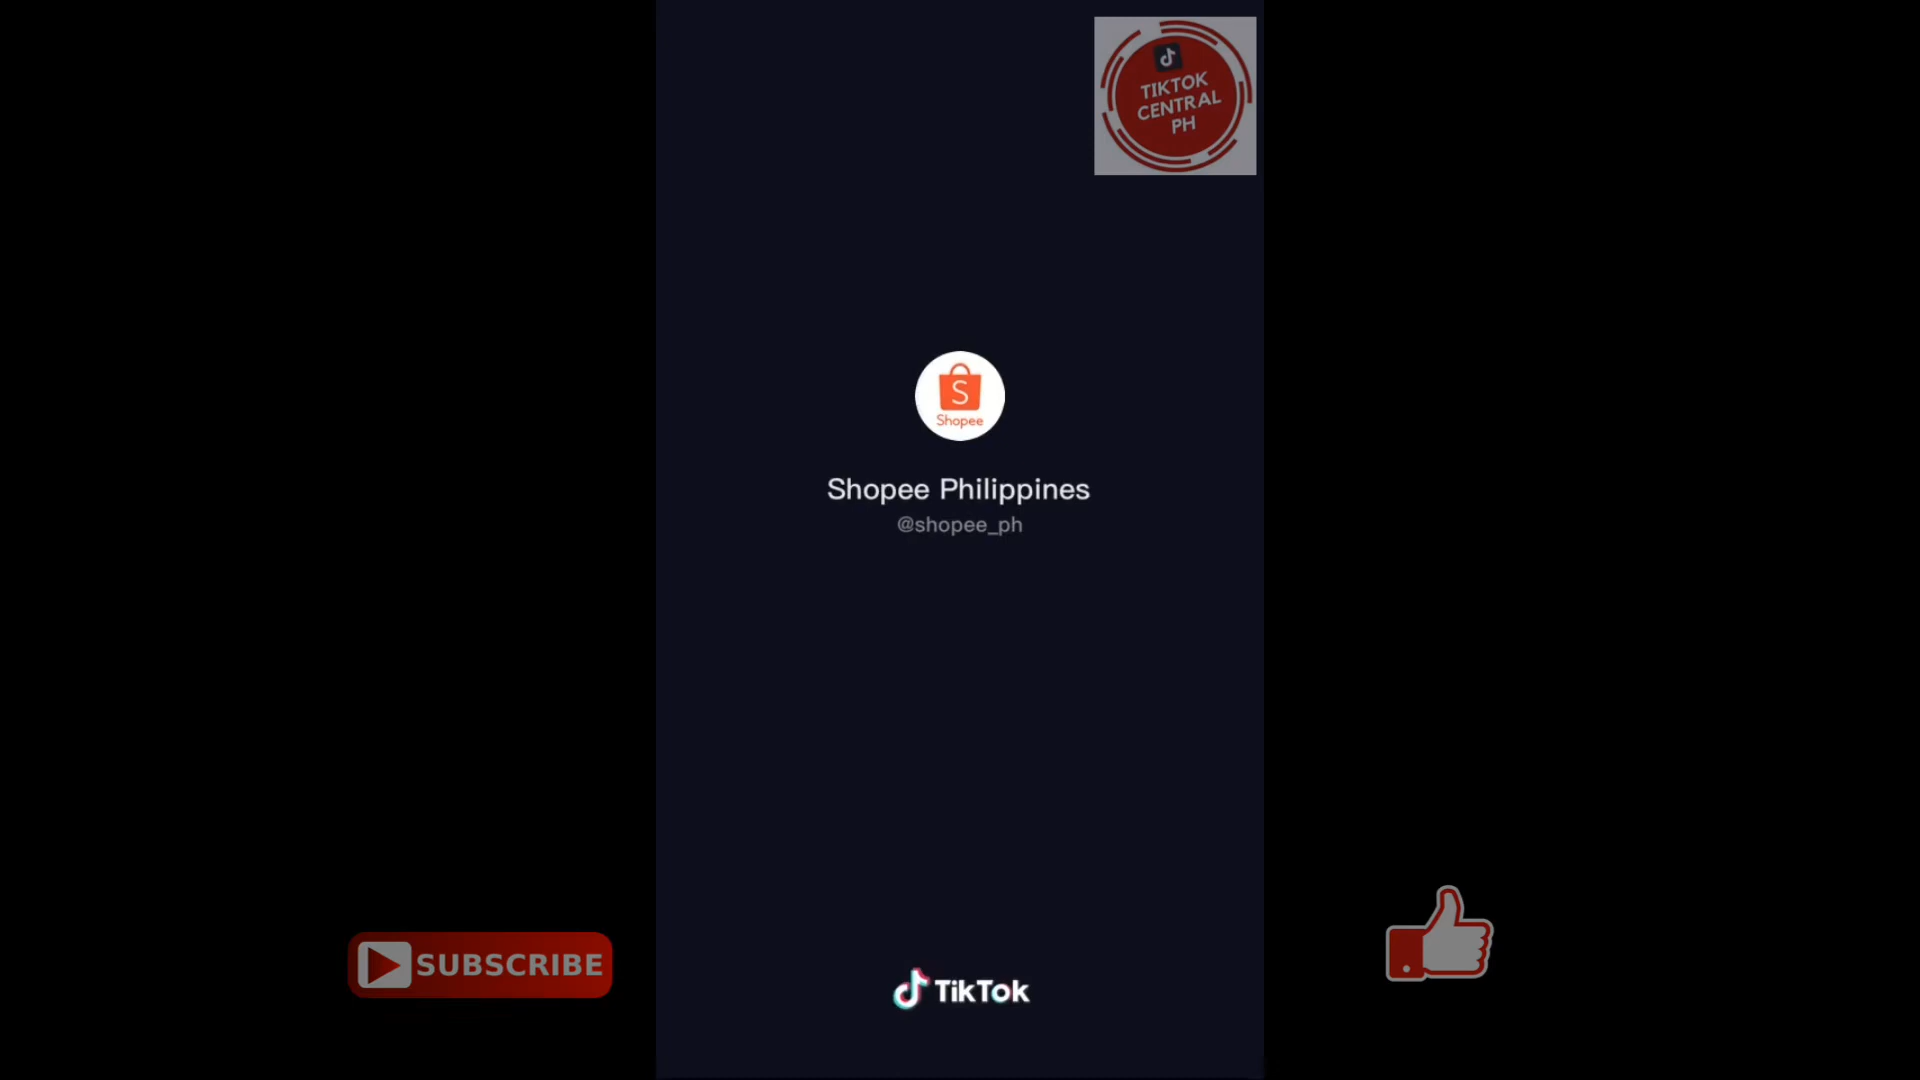 TIKTOK
CENTRAL
PH
S
Shopee
Shopee Philippines
@shopee_ph
SUBSCRIBE
TikTok